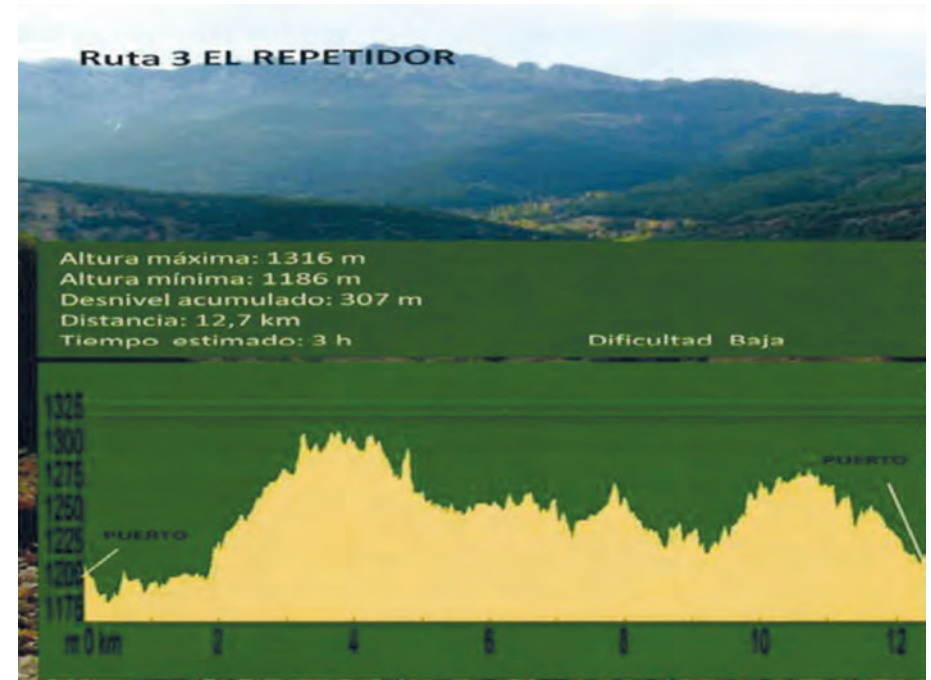 Ruta 3 EL REPETIDOR
Altura máxima: 1316 m
Altura mínima: 1186 m
Desnivel acumulado: 307 m
Distancia: 12,7 km
Tiempo estimado: 3 h
Dificultad Baja
1325
1300
1275
PUERTO
1250
1225
PUERTO
1200
1175
m 0 km 2 4 6 8 10 12